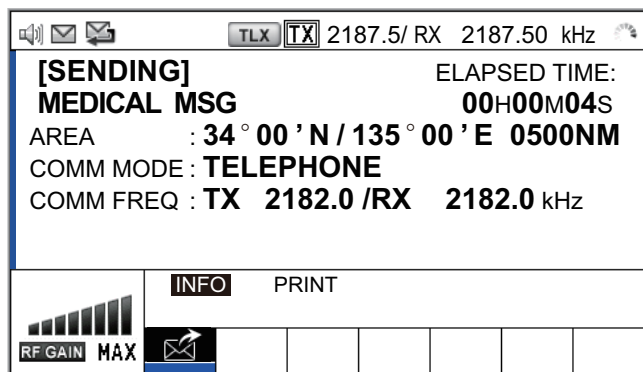 TLX TX 2187.5/ RX 2187.50 kHz
[SENDING] ELAPSED TIME:
MEDICAL MSG 00H00M04S
AREA : 34°00 ’ N / 135°00 ’ E 0500NM
COMM MODE : TELEPHONE
COMM FREQ : TX 2182.0 /RX 2182.0 kHz
INFO PRINT
RF GAIN MAX